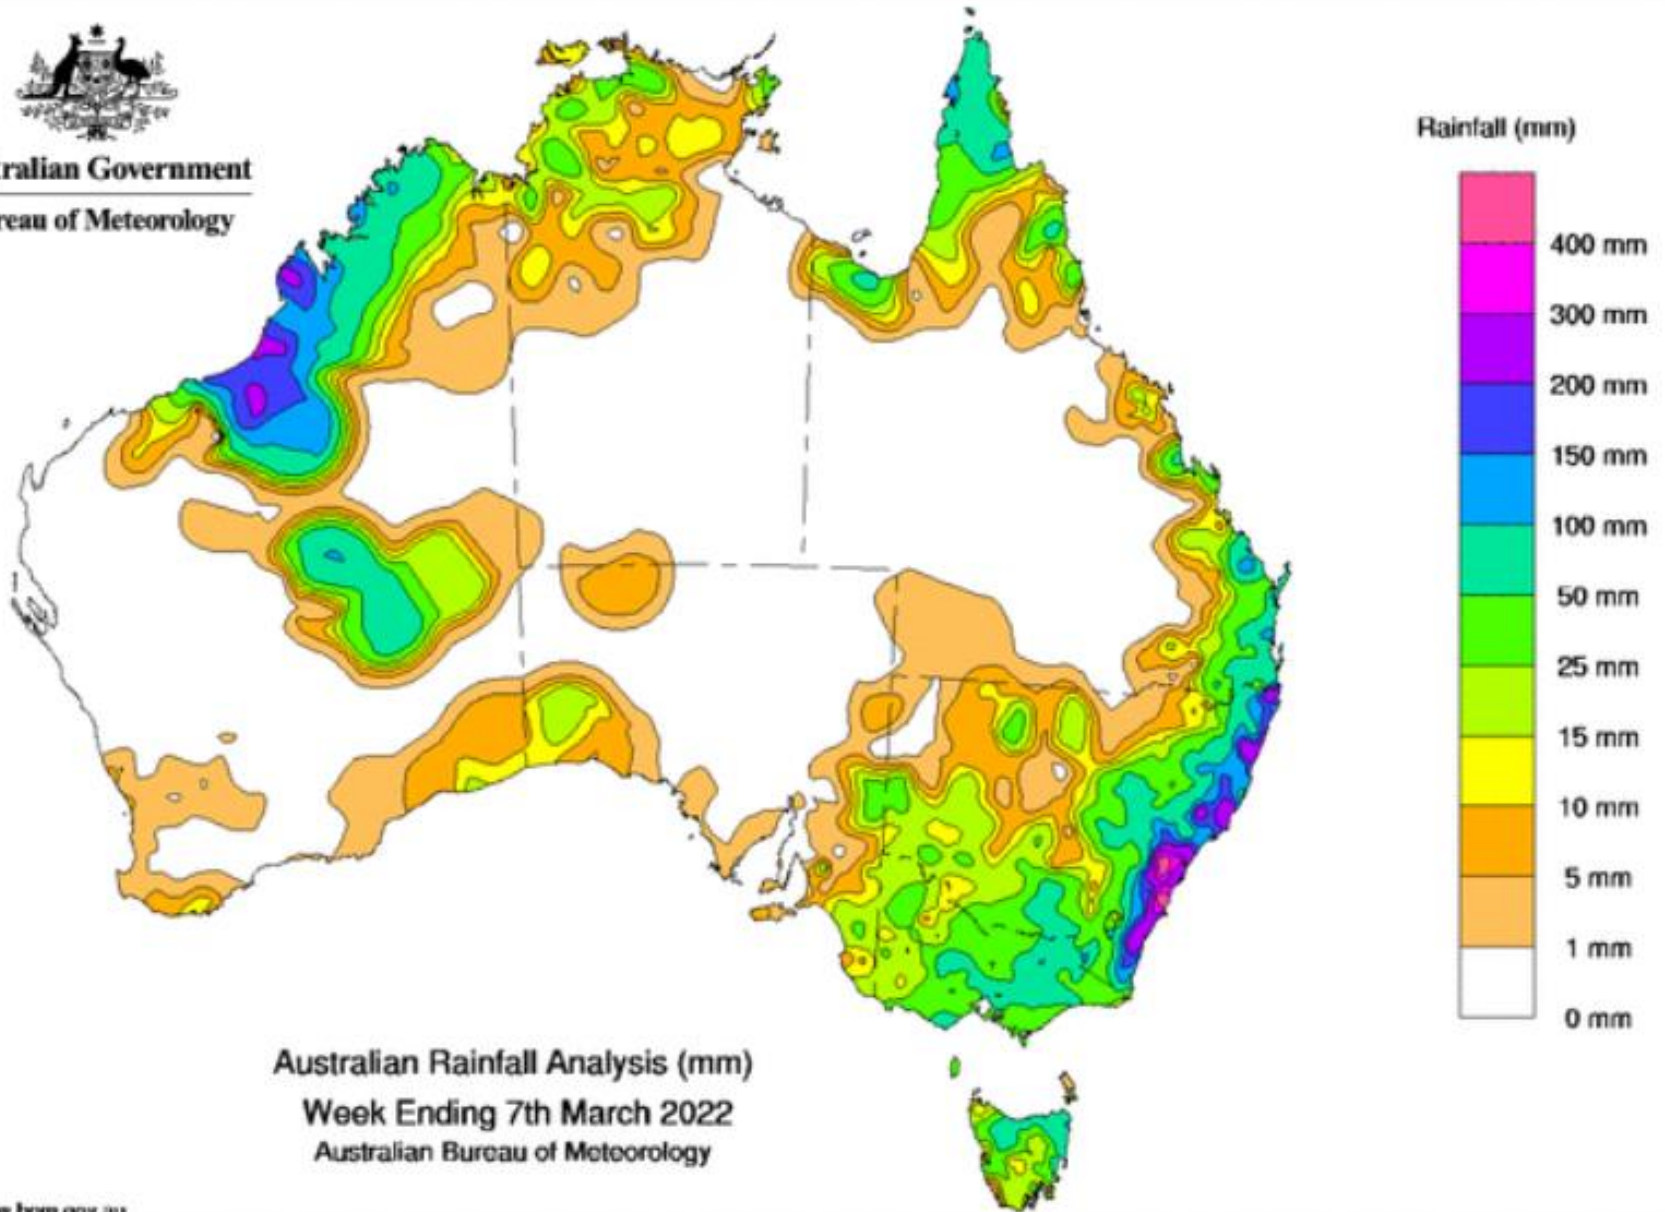 tralian Government
reau of Meteorology
Rainfall (mm)
400 mm
300 mm
200 mm
150 mm
100 mm
50 mm
25 mm
15 mm
10 mm
5 mm
1 mm
0 mm
Australian Rainfall Analysis (mm)
Week Ending 7th March 2022
Australian Bureau of Meteorology